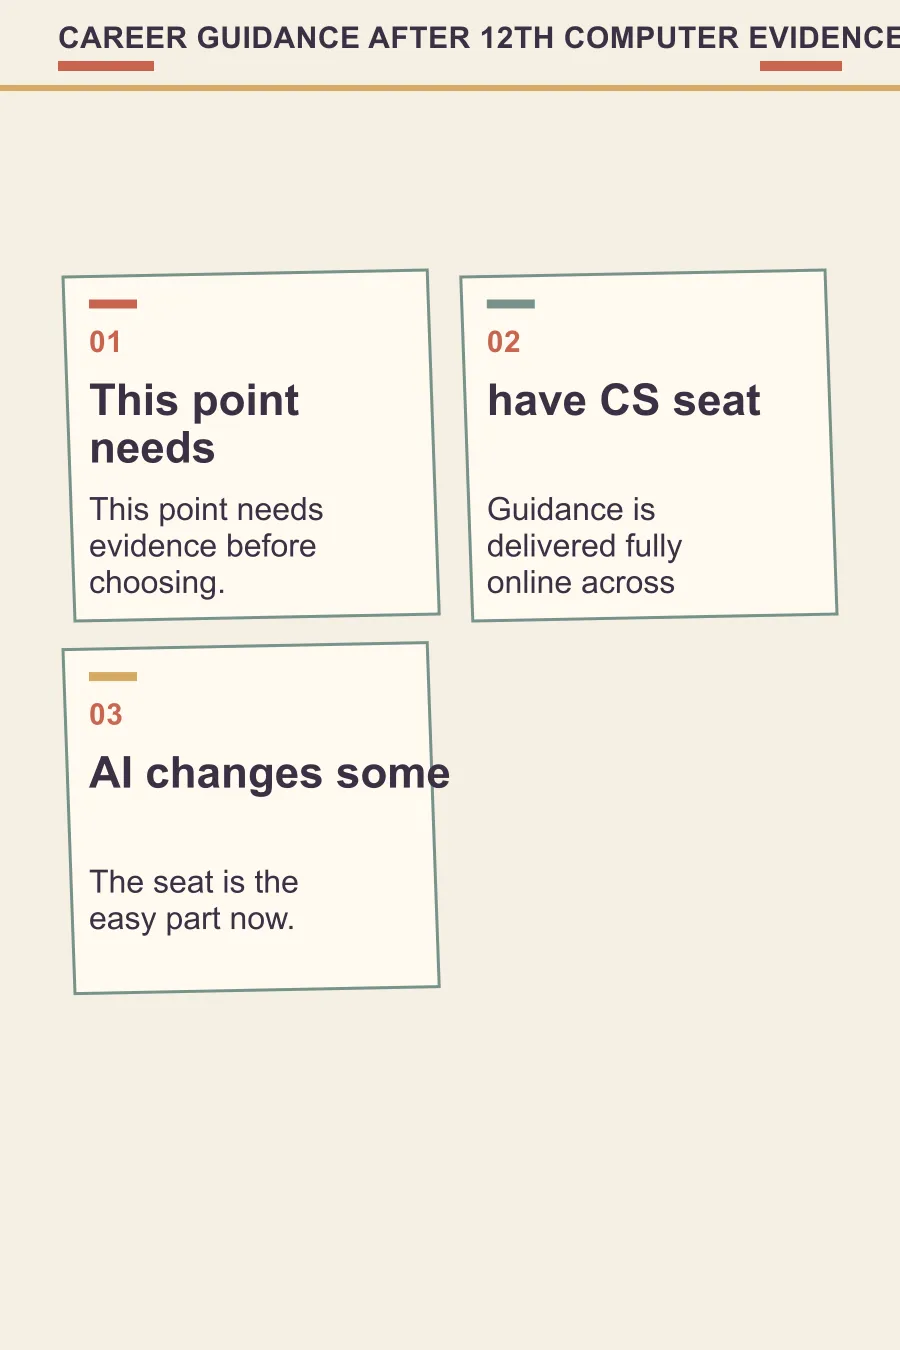 CAREER GUIDANCE AFTER 12TH COMPUTER EVIDENCE
01
This point
needs
This point needs
evidence before
choosing.
02
have CS seat
Guidance is
delivered fully
online across
03
AI changes some
The seat is the
easy part now.